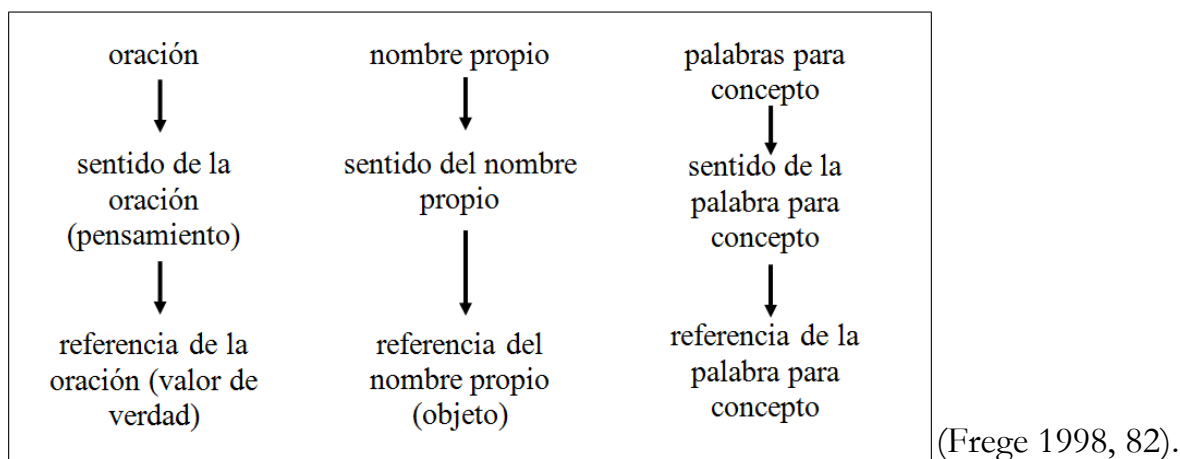 oración
sentido de la
oración
(pensamiento)
referencia de la
oración (valor de
verdad)
nombre propio
sentido del nombre
propio
referencia del
nombre propio
(objeto)
palabras para
concepto
sentido de la
palabra para
concepto
referencia de la
palabra para
concepto
(Frege 1998, 82).